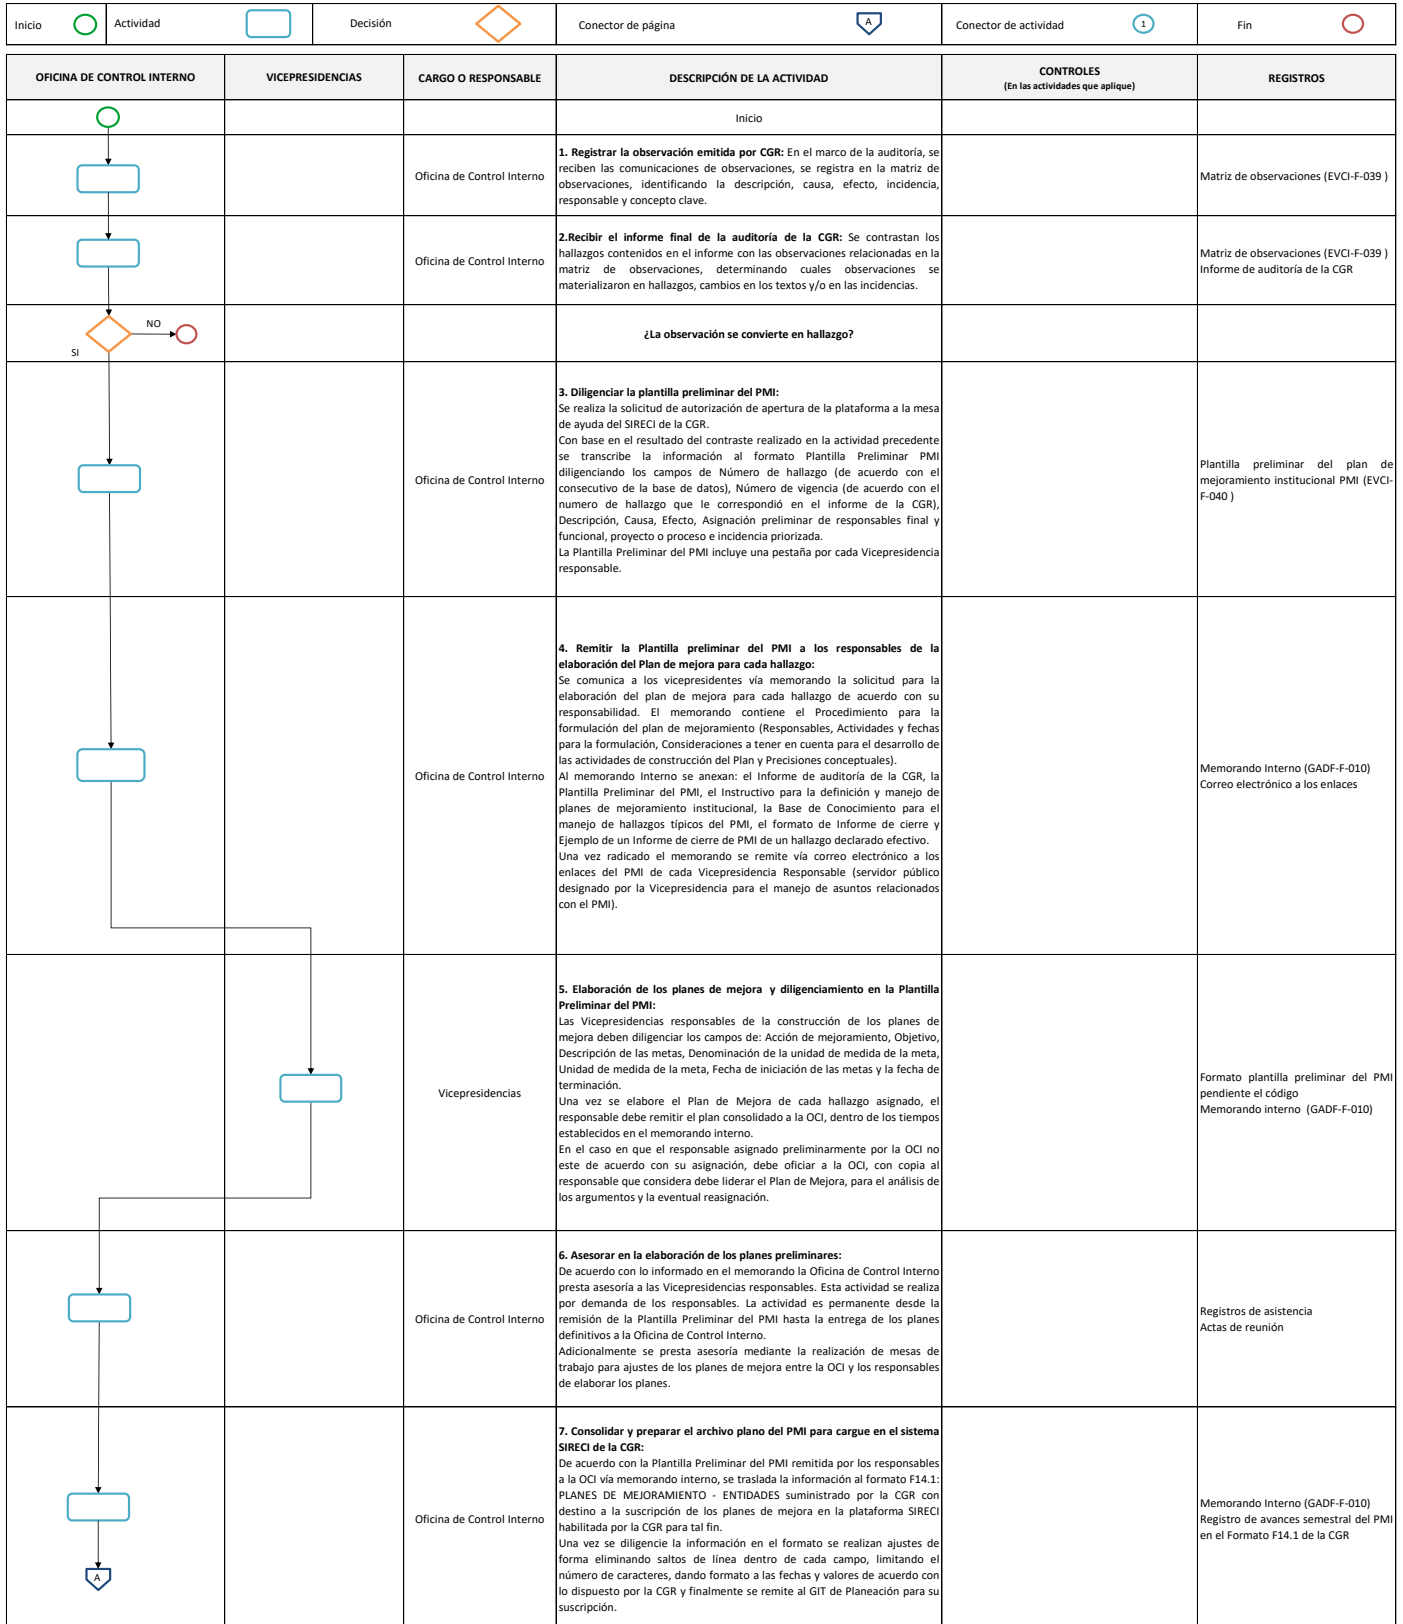 Inicio
Actividad
Decisión
Conector de página
A
Conector de actividad
1
Fin
OFICINA DE CONTROL INTERNO
VICEPRESIDENCIAS
CARGO O RESPONSABLE
DESCRIPCIÓN DE LA ACTIVIDAD
CONTROLES
(En las actividades que aplique)
REGISTROS
Inicio
Oficina de Control Interno
1. Registrar la observación emitida por CGR: En el marco de la auditoría, se
reciben las comunicaciones de observaciones, se registra en la matriz de
observaciones, identificando la descripción, causa, efecto, incidencia,
responsable y concepto clave.
Matriz de observaciones (EVCI-F-039 )
Oficina de Control Interno
2.Recibir el informe final de la auditoría de la CGR: Se contrastan los
hallazgos contenidos en el informe con las observaciones relacionadas en la
matriz de observaciones, determinando cuales observaciones se
materializaron en hallazgos, cambios en los textos y/o en las incidencias.
Matriz de observaciones (EVCI-F-039 )
Informe de auditoría de la CGR
NO
SI
¿La observación se convierte en hallazgo?
Oficina de Control Interno
3. Diligenciar la plantilla preliminar del PMI:
Se realiza la solicitud de autorización de apertura de la plataforma a la mesa
de ayuda del SIRECI de la CGR.
Con base en el resultado del contraste realizado en la actividad precedente
se transcribe la información al formato Plantilla Preliminar PMI
diligenciando los campos de Número de hallazgo (de acuerdo con el
consecutivo de la base de datos), Número de vigencia (de acuerdo con el
numero de hallazgo que le correspondió en el informe de la CGR),
Descripción, Causa, Efecto, Asignación preliminar de responsables final y
funcional, proyecto o proceso e incidencia priorizada.
La Plantilla Preliminar del PMI incluye una pestaña por cada Vicepresidencia
responsable.
Plantilla preliminar del plan de
mejoramiento institucional PMI (EVCI-
F-040 )
Oficina de Control Interno
4. Remitir la Plantilla preliminar del PMI a los responsables de la
elaboración del Plan de mejora para cada hallazgo:
Se comunica a los vicepresidentes vía memorando la solicitud para la
elaboración del plan de mejora para cada hallazgo de acuerdo con su
responsabilidad. El memorando contiene el Procedimiento para la
formulación del plan de mejoramiento (Responsables, Actividades y fechas
para la formulación, Consideraciones a tener en cuenta para el desarrollo de
las actividades de construcción del Plan y Precisiones conceptuales).
Al memorando Interno se anexan: el Informe de auditoría de la CGR, la
Plantilla Preliminar del PMI, el Instructivo para la definición y manejo de
planes de mejoramiento institucional, la Base de Conocimiento para el
manejo de hallazgos típicos del PMI, el formato de Informe de cierre y
Ejemplo de un Informe de cierre de PMI de un hallazgo declarado efectivo.
Una vez radicado el memorando se remite vía correo electrónico a los
enlaces del PMI de cada Vicepresidencia Responsable (servidor público
designado por la Vicepresidencia para el manejo de asuntos relacionados
con el PMI).
Memorando Interno (GADF-F-010)
Correo electrónico a los enlaces
Vicepresidencias
5. Elaboración de los planes de mejora y diligenciamiento en la Plantilla
Preliminar del PMI:
Las Vicepresidencias responsables de la construcción de los planes de
mejora deben diligenciar los campos de: Acción de mejoramiento, Objetivo,
Descripción de las metas, Denominación de la unidad de medida de la meta,
Unidad de medida de la meta, Fecha de iniciación de las metas y la fecha de
terminación.
Una vez se elabore el Plan de Mejora de cada hallazgo asignado, el
responsable debe remitir el plan consolidado a la OCI, dentro de los tiempos
establecidos en el memorando interno.
En el caso en que el responsable asignado preliminarmente por la OCI no
este de acuerdo con su asignación, debe oficiar a la OCI, con copia al
responsable que considera debe liderar el Plan de Mejora, para el análisis de
los argumentos y la eventual reasignación.
Formato plantilla preliminar del PMI
pendiente el código
Memorando interno (GADF-F-010)
Oficina de Control Interno
6. Asesorar en la elaboración de los planes preliminares:
De acuerdo con lo informado en el memorando la Oficina de Control Interno
presta asesoría a las Vicepresidencias responsables. Esta actividad se realiza
por demanda de los responsables. La actividad es permanente desde la
remisión de la Plantilla Preliminar del PMI hasta la entrega de los planes
definitivos a la Oficina de Control Interno.
Adicionalmente se presta asesoría mediante la realización de mesas de
trabajo para ajustes de los planes de mejora entre la OCI y los responsables
de elaborar los planes.
Registros de asistencia
Actas de reunión
A
Oficina de Control Interno
7. Consolidar y preparar el archivo plano del PMI para cargue en el sistema
SIRECI de la CGR:
De acuerdo con la Plantilla Preliminar del PMI remitida por los responsables
a la OCI vía memorando interno, se traslada la información al formato F14.1:
PLANES DE MEJORAMIENTO - ENTIDADES suministrado por la CGR con
destino a la suscripción de los planes de mejora en la plataforma SIRECI
habilitada por la CGR para tal fin.
Una vez se diligencie la información en el formato se realizan ajustes de
forma eliminando saltos de línea dentro de cada campo, limitando el
número de caracteres, dando formato a las fechas y valores de acuerdo con
lo dispuesto por la CGR y finalmente se remite al GIT de Planeación para su
suscripción.
Memorando Interno (GADF-F-010)
Registro de avances semestral del PMI
en el Formato F14.1 de la CGR